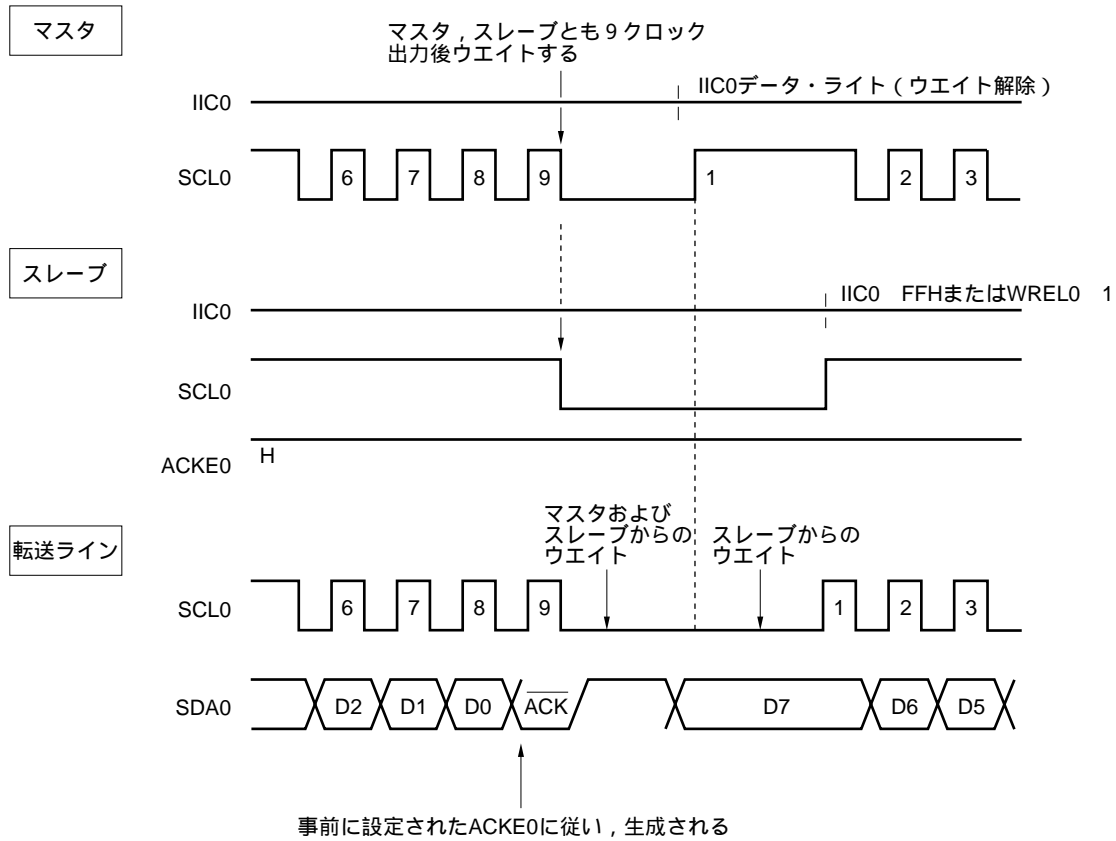 マスタ
マスタ，スレーブとも9クロック
出力後ウエイトする
IIC0データ・ライト（ウエイト解除）
IIC0
SCL0
6 7 8 9 1 2 3
スレーブ
IIC0 FFHまたはWREL0 1
IIC0
SCL0
H
ACKE0
転送ライン
マスタおよび
スレーブからの
ウエイト
スレーブからの
ウエイト
SCL0
6 7 8 9 1 2 3
SDA0
D2 D1 D0 ACK D7 D6 D5
事前に設定されたACKE0に従い，生成される